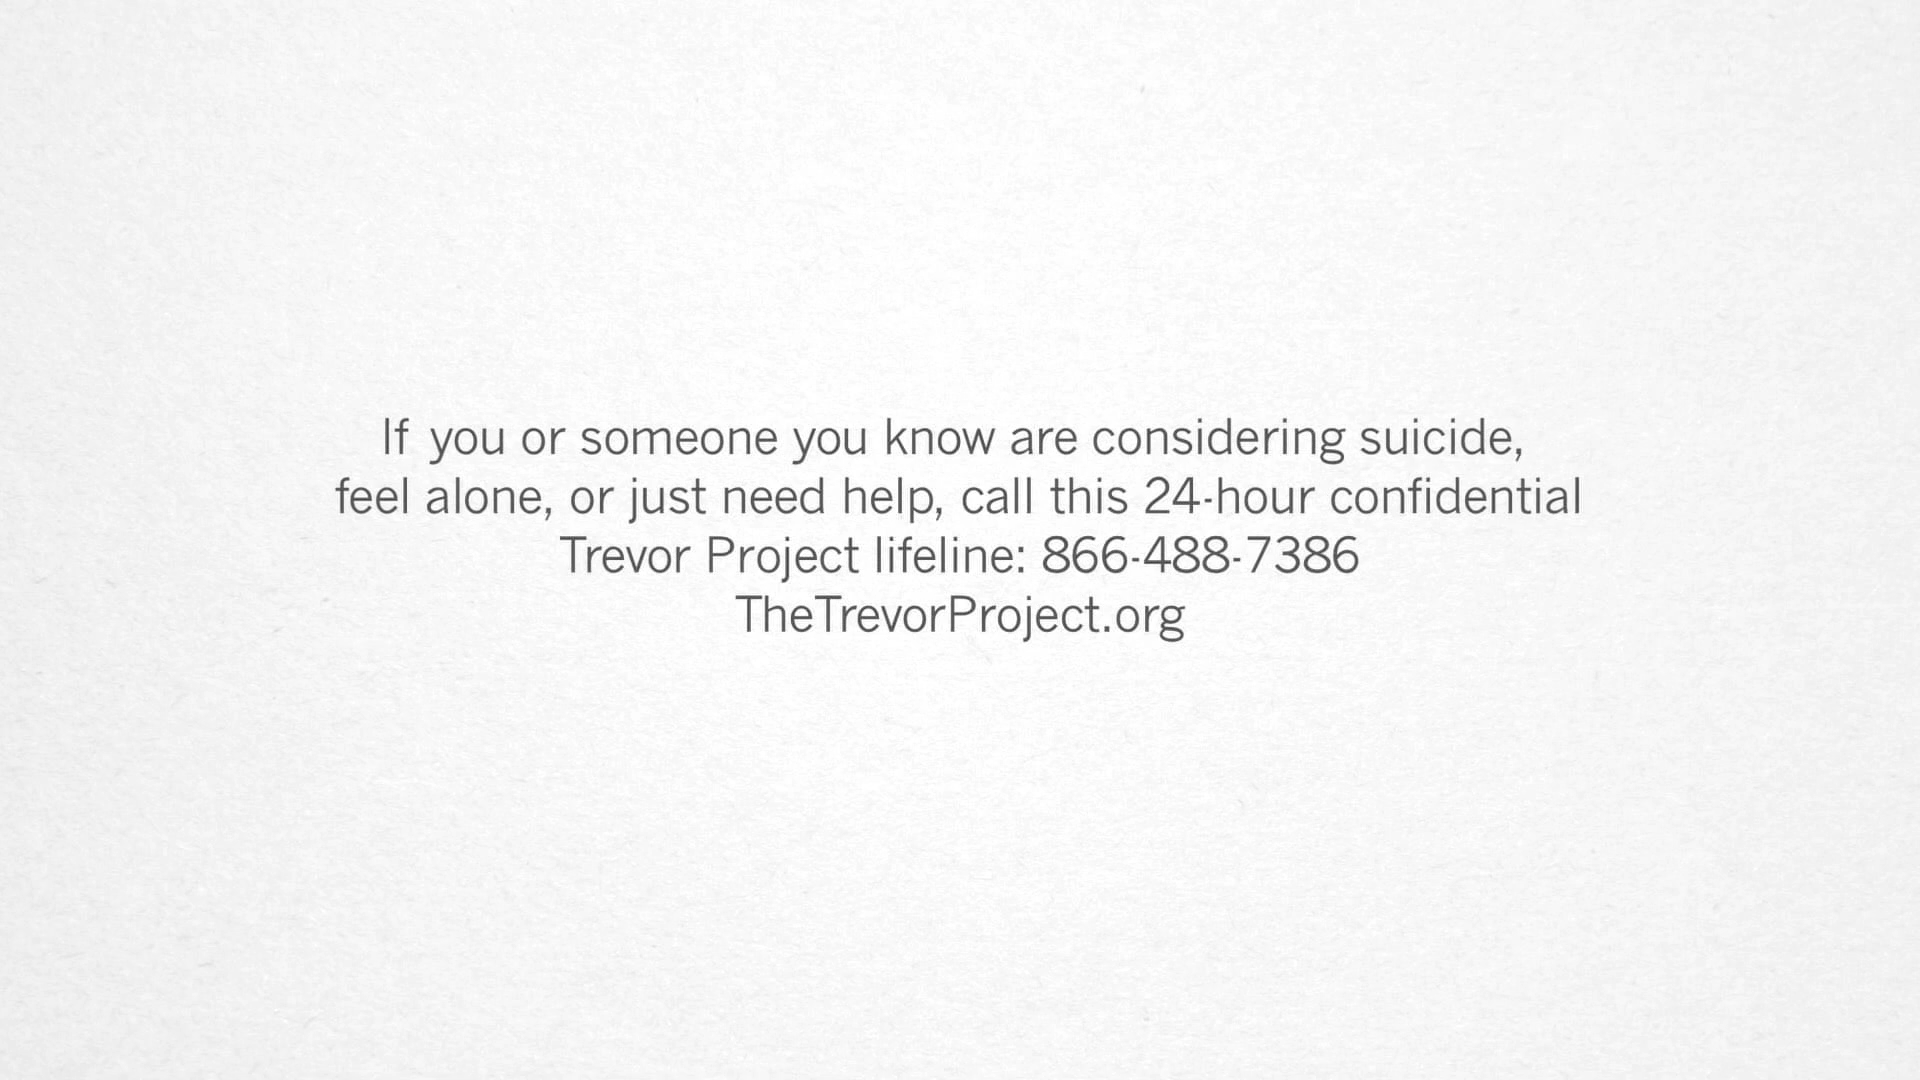 If you or someone you know are considering suicide,
feel alone, or just need help, call this 24-hour confidential
Trevor Project lifeline: 866-488-7386
TheTrevorProject.org